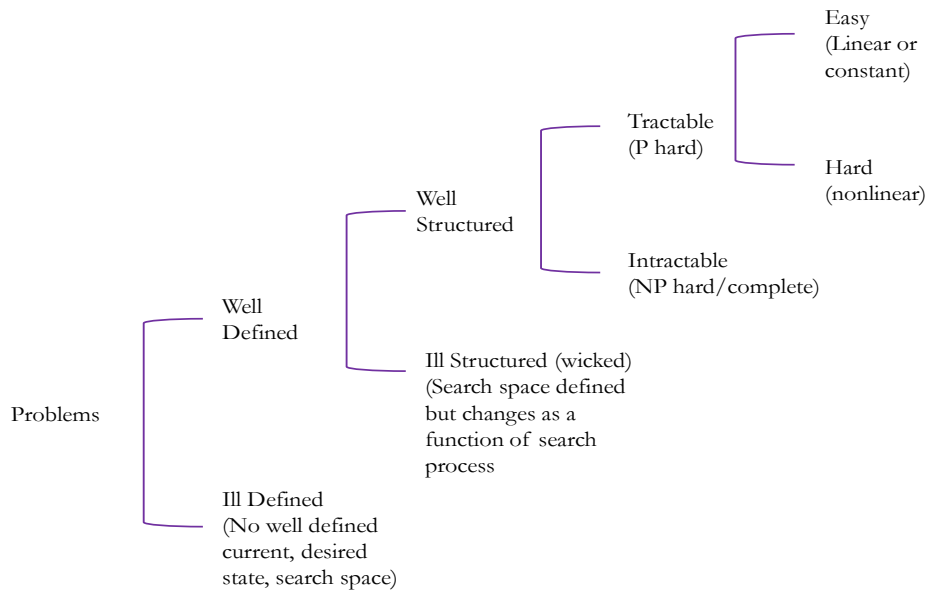 Problems
Well
Defined
Ill Defined
(No well defined
current, desired
state, search space)
Well
Structured
Ill Structured (wicked)
(Search space defined
but changes as a
function of search
process
Tractable
(P hard)
Intractable
(NP hard/complete)
Easy
(Linear or
constant)
Hard
(nonlinear)